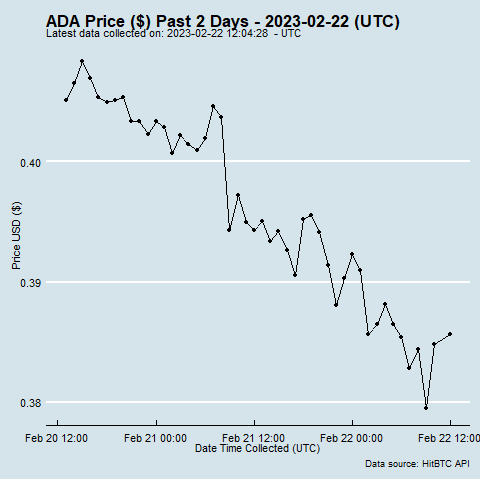 ADA Price ($) Past 2 Days - 2023-02-22 (UTC)
Latest data collected on: 2023-02-22 12:04:28 - UTC
0.40
0.39
0.38
Price USD ($)
Feb 20 12:00 Feb 21 00:00 Feb 21 12:00 Feb 22 00:00 Feb 22 12:00
Date Time Collected (UTC)
Data source: HitBTC API